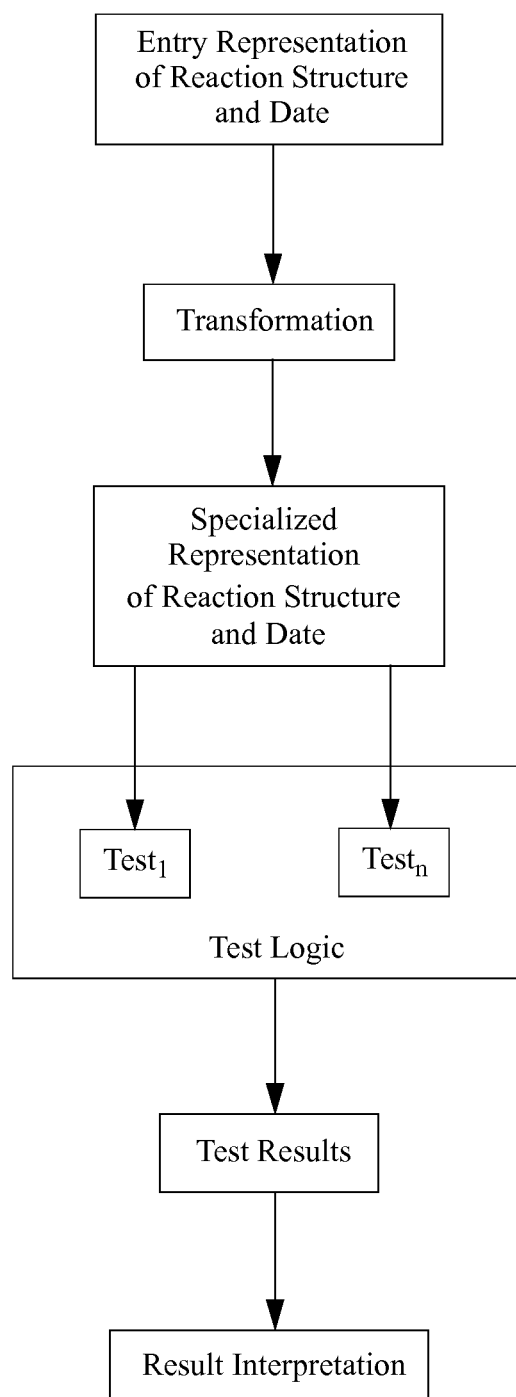 Entry Representation
of Reaction Structure
and Date
Transformation
Specialized
Representation
of Reaction Structure
and Date
Test₁
Testₙ
Test Logic
Test Results
Result Interpretation